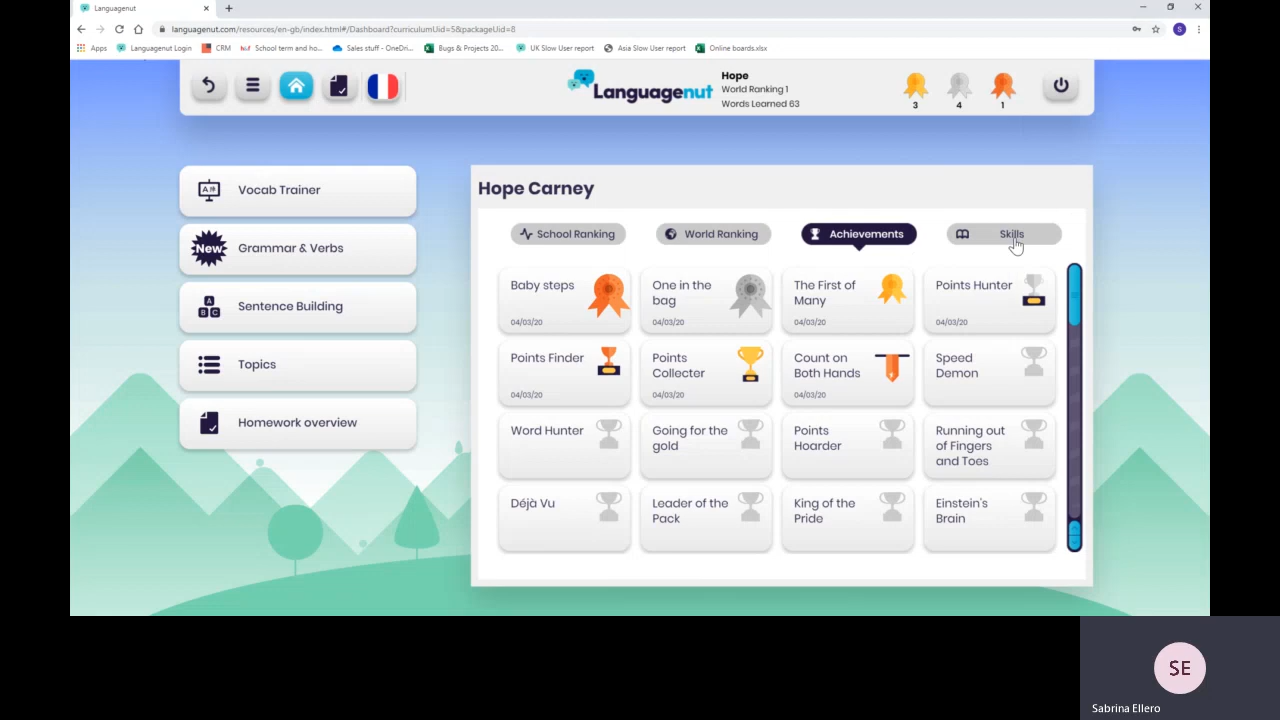 Languagenut
languagenut.com/resources/en-gb/index.html#/Dashboard?curriculumUid=5&packageUid=8
S
Apps
Languagenut Login
CRM
School term and ho...
Sales stuff - OneDri...
Bugs & Projects 20...
UK Slow User report
Asia Slow User report
Online boards.xlsx
Languagenut
Hope
World Ranking 1
Words Learned 63
3
4
1
Vocab Trainer
New
Grammar & Verbs
A
B C
Sentence Building
Topics
Homework overview
Hope Carney
School Ranking
World Ranking
Achievements
Skills
Baby steps
04/03/20
One in the
bag
04/03/20
The First of
Many
04/03/20
Points Hunter
04/03/20
Points Finder
04/03/20
Points
Collecter
04/03/20
Count on
Both Hands
04/03/20
Speed
Demon
Word Hunter
Going for the
gold
Points
Hoarder
Running out
of Fingers
and Toes
Déjà Vu
Leader of the
Pack
King of the
Pride
Einstein's
Brain
SE
Sabrina Ellero